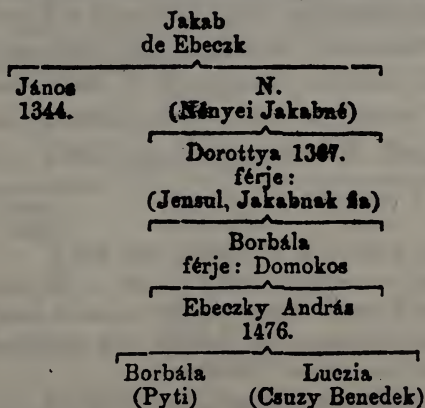 Jakab
de Ebeczk
János N.
1344. (Nényei Jakabné)
Dorottya 1367.
férje:
(Jensul, Jakabnak fia)
Borbála
férje: Domokos
Ebeczky András
1476.
Borbála Luczia
(Pyti) (Csuzy Benedek)